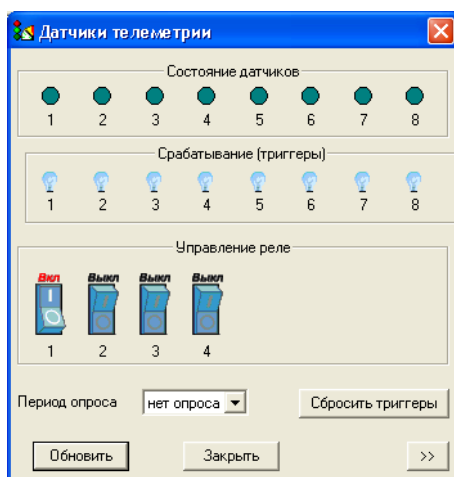 Датчики телеметрии
Состояние датчиков
1 2 3 4 5 6 7 8
Срабатывание (триггеры)
1 2 3 4 5 6 7 8
Управление реле
Вкл Выкл Выкл Выкл
1 2 3 4
Период опроса нет опроса Сбросить триггеры
Обновить Закрыть >>